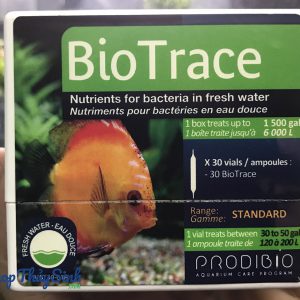 BioTrace
Nutrients for bacteria in fresh water
Nutriments pour bactéries en eau douce
1 box treats up to 1 500 gal
1 boîte traite jusqu'à 6 000 L
X 30 vials / ampoules :
- 30 BioTrace
Range: STANDARD
Gamme:
1 vial treats between 30 to 50 gal
1 ampoule traite de 120 à 200 L
FRESH WATER - EAU DOUCE
PRODIBIO
AQUARIUM CARE PROGRAM